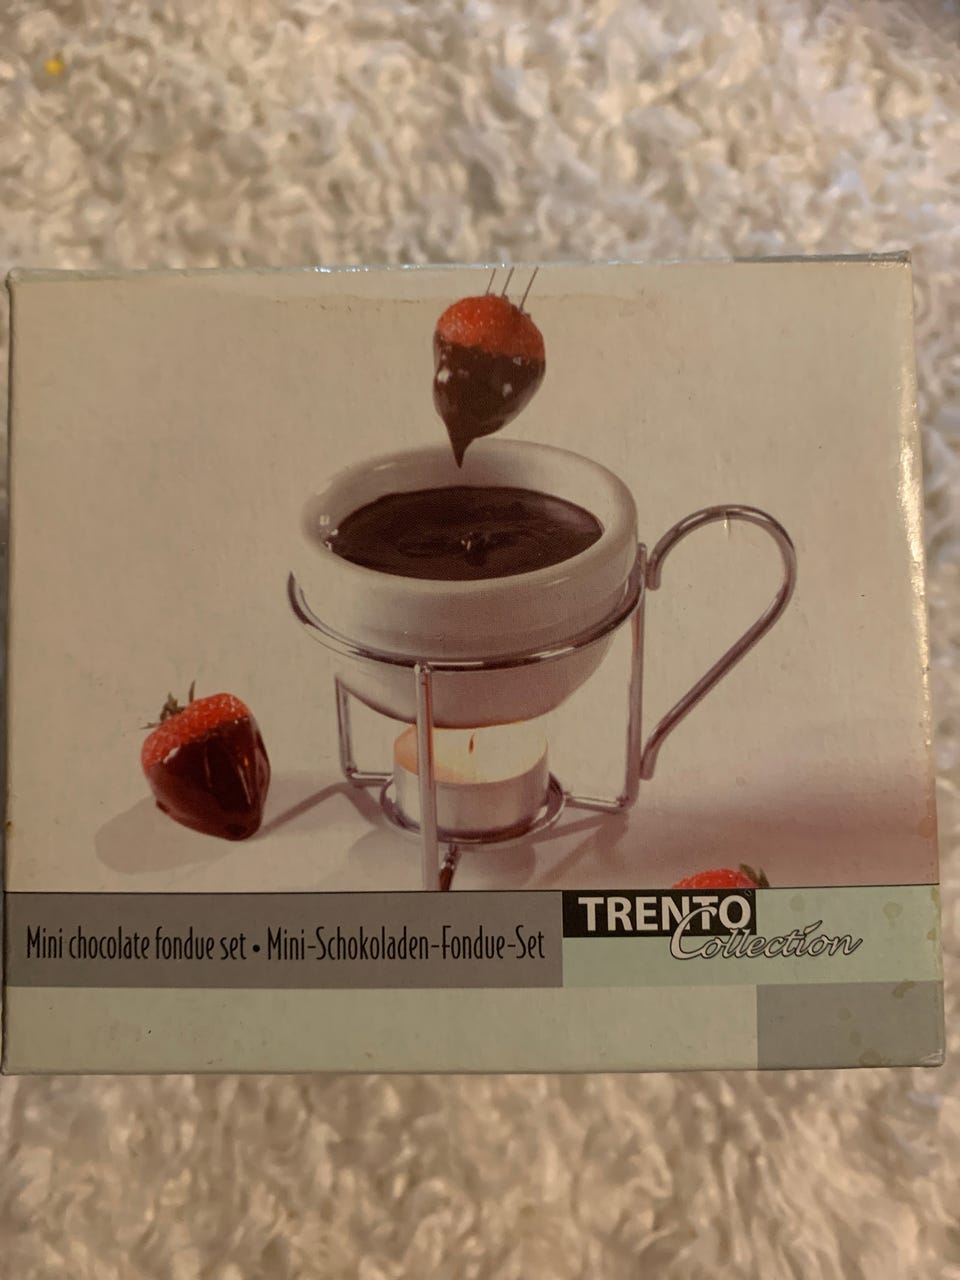 Mini chocolate fondue set • Mini-Schokoladen-Fondue-Set
TRENTO
Collection